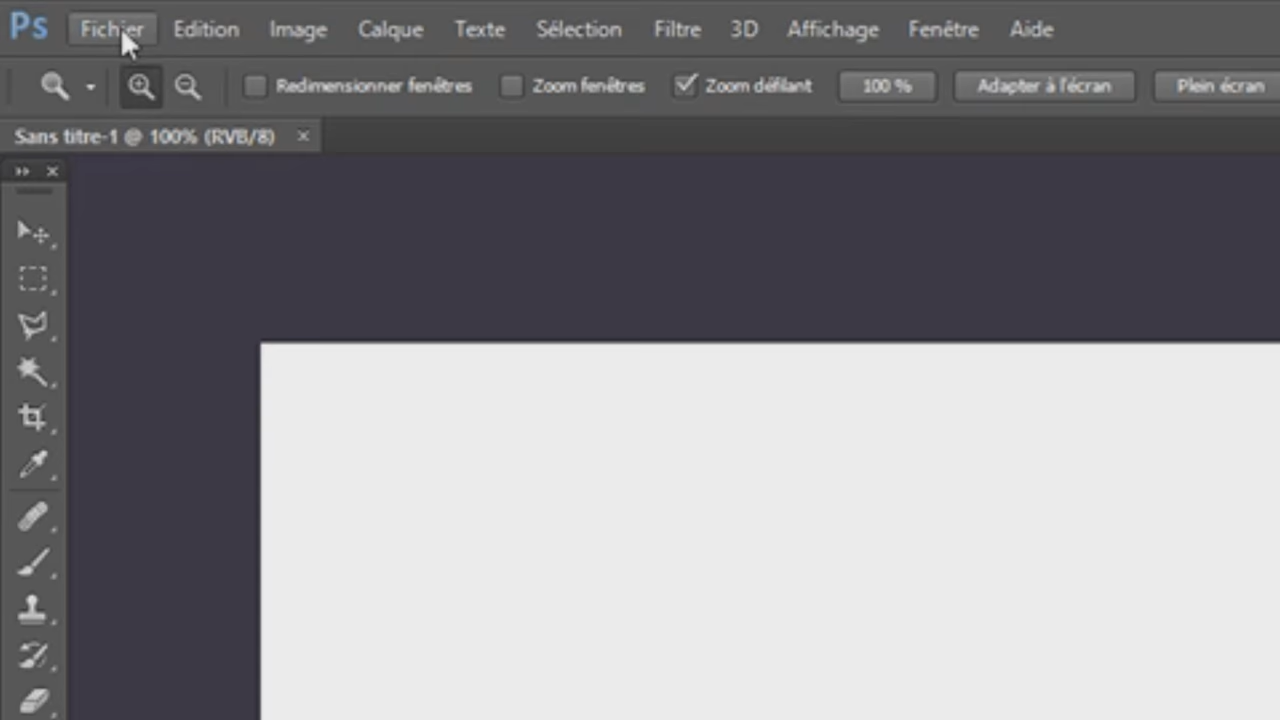 Ps Fichier Edition Image Calque Texte Sélection Filtre 3D Affichage Fenêtre Aide
Redimensionner fenêtres Zoom fenêtres Zoom défilant 100 % Adapter à l'écran Plein écran
Sans titre-1 @ 100% (RVB/8) ×